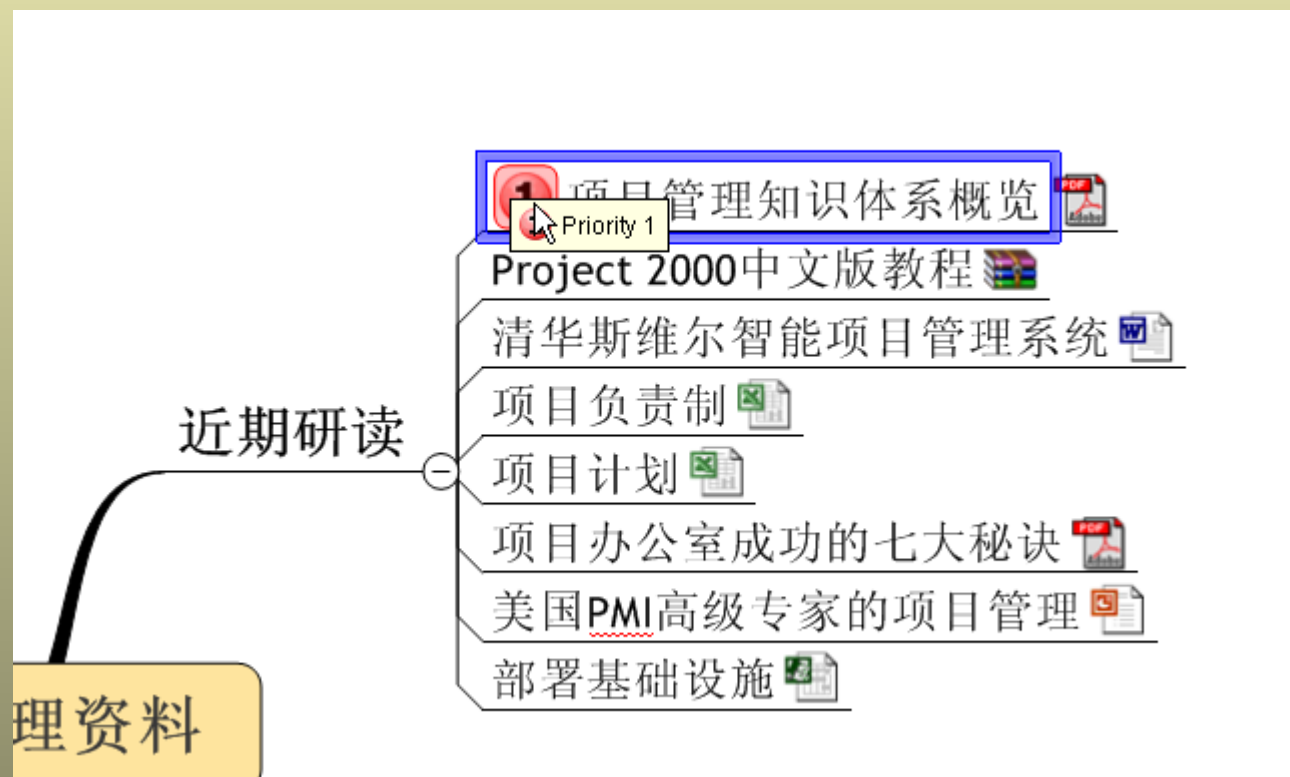 1 项目管理知识体系概览
Priority 1
Project 2000中文版教程
清华斯维尔智能项目管理系统
项目负责制
近期研读
项目计划
项目办公室成功的七大秘诀
美国PMI高级专家的项目管理
部署基础设施
理资料